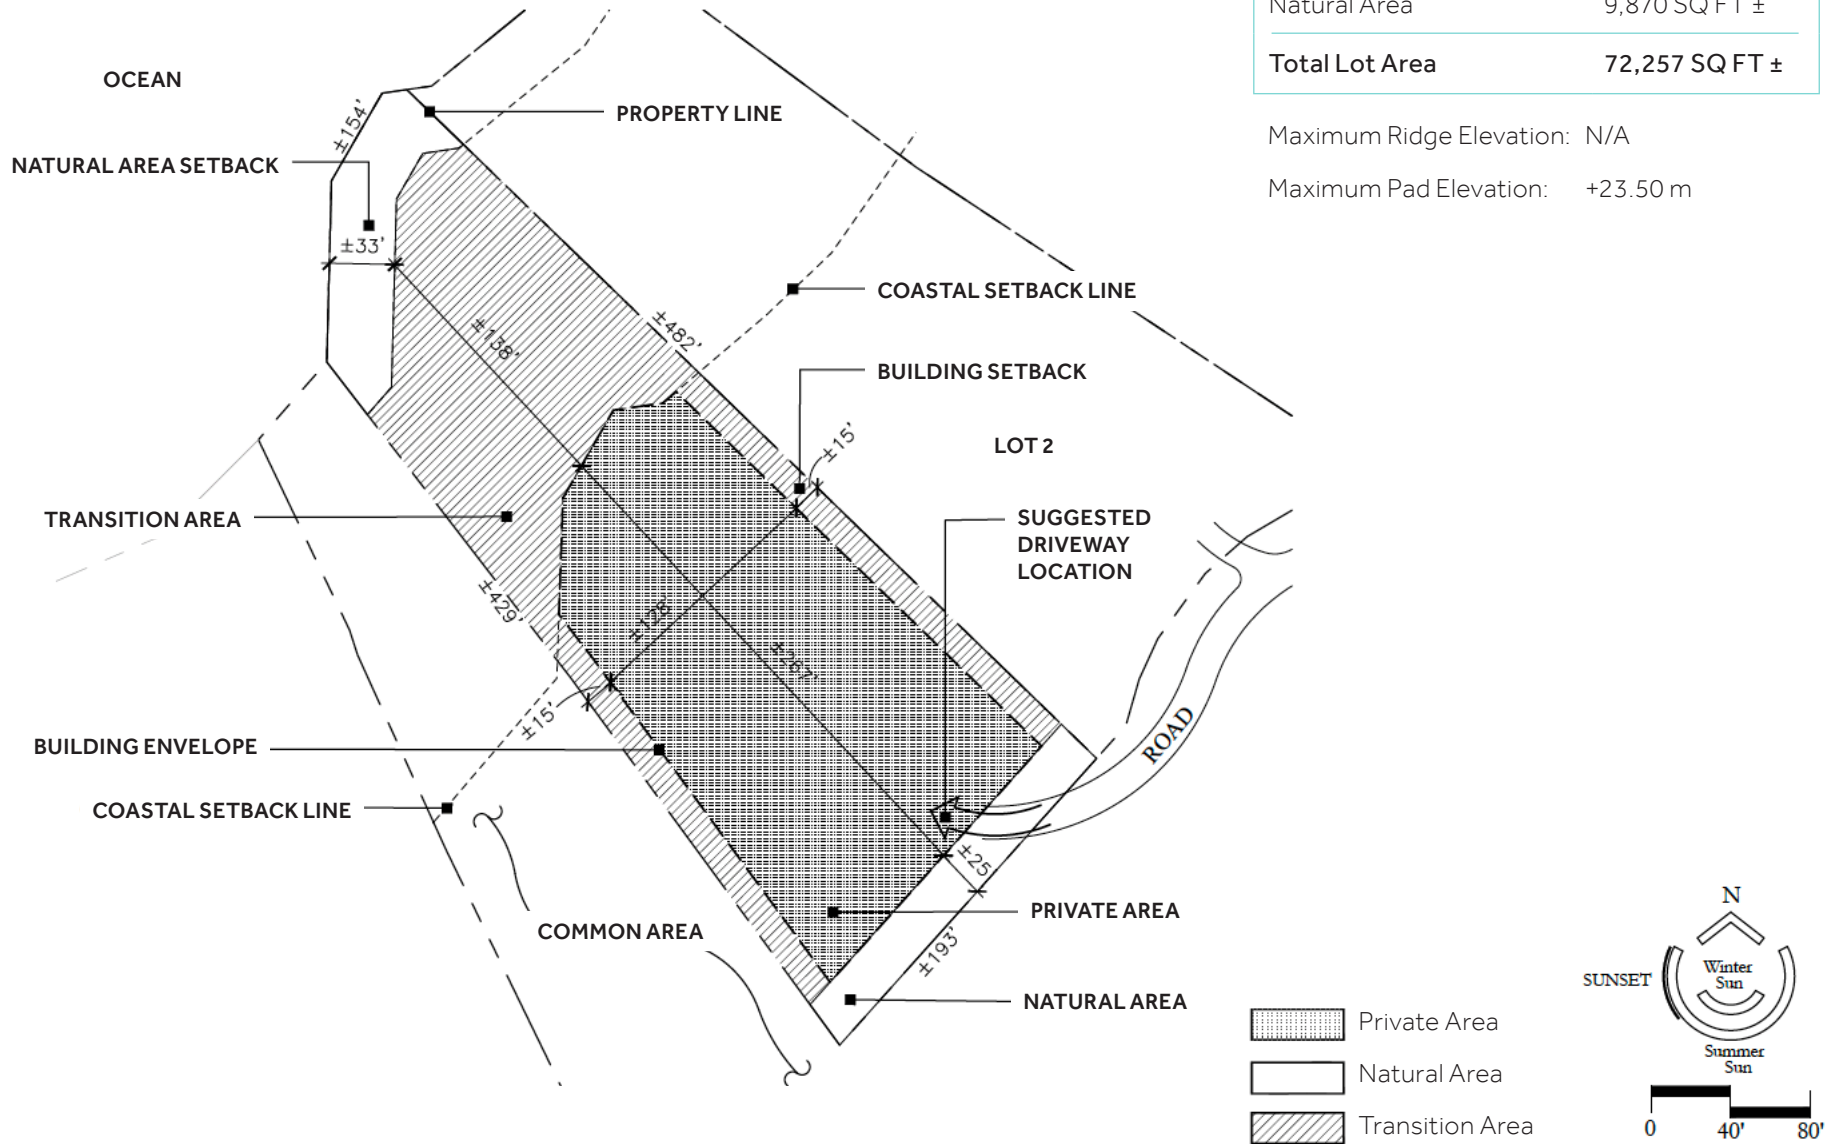 Natural Area 9,870 SQ FT ±
Total Lot Area 72,257 SQ FT ±
Maximum Ridge Elevation: N/A
Maximum Pad Elevation: +23.50 m
OCEAN
±154'
PROPERTY LINE
NATURAL AREA SETBACK
±33'
COASTAL SETBACK LINE
±138'
±482'
BUILDING SETBACK
±15'
LOT 2
TRANSITION AREA
SUGGESTED
DRIVEWAY
LOCATION
±429'
±128'
±267'
±15'
ROAD
BUILDING ENVELOPE
COASTAL SETBACK LINE
±25
PRIVATE AREA
COMMON AREA
±193'
NATURAL AREA
Private Area
Natural Area
Transition Area
N
SUNSET
Winter
Sun
Summer
Sun
0 40' 80'